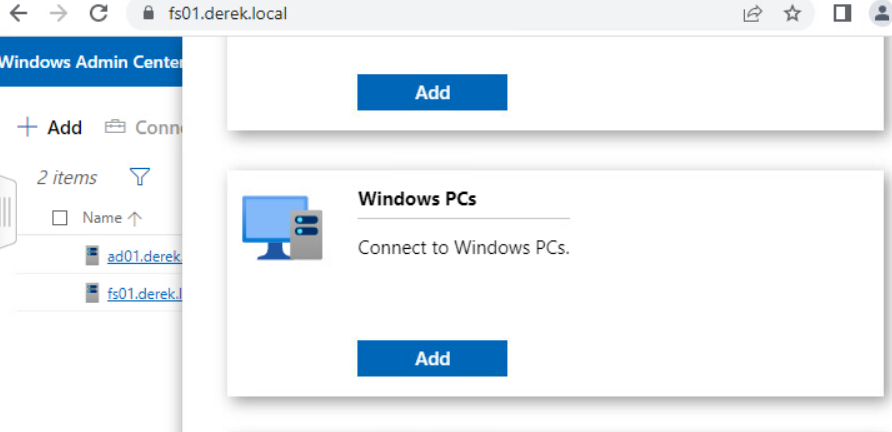 fs01.derek.local
Windows Admin Center
Add
Add
2 items
Name
Windows PCs
Connect to Windows PCs.
ad01.derek.
fs01.derek.l
Add